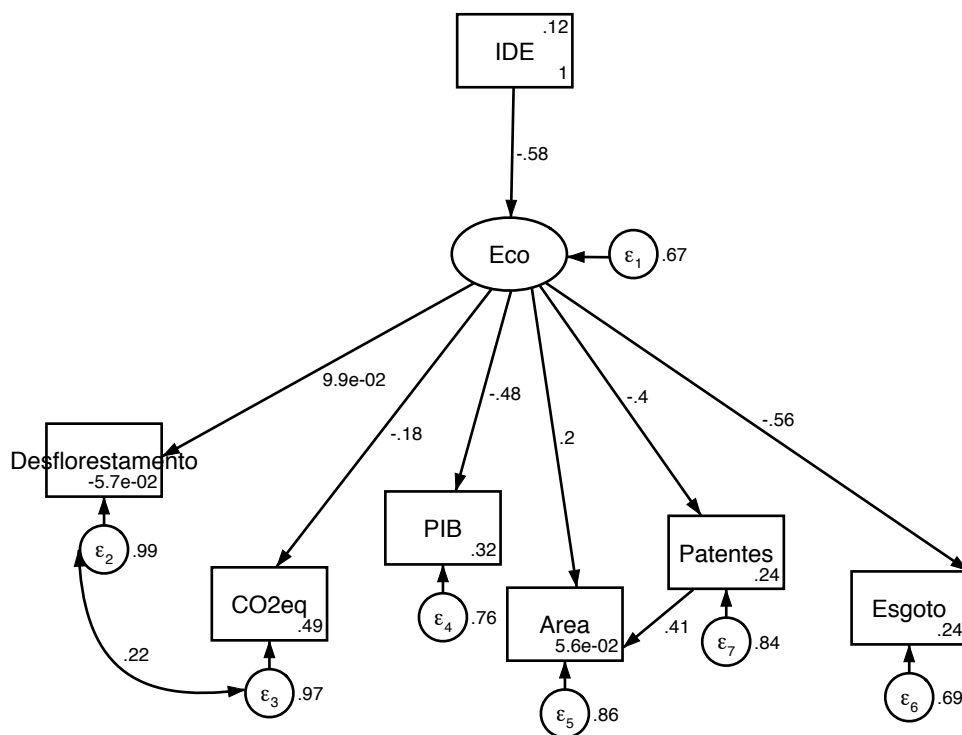 .12
IDE
1
-.58
Eco
ε1
.67
9.9e-02
-.18
-.48
.2
-.4
-.56
Desflorestamento
-5.7e-02
ε2
.99
.22
CO2eq
.49
ε3
.97
PIB
.32
ε4
.76
Area
5.6e-02
ε5
.86
.41
Patentes
.24
ε7
.84
Esgoto
.24
ε6
.69